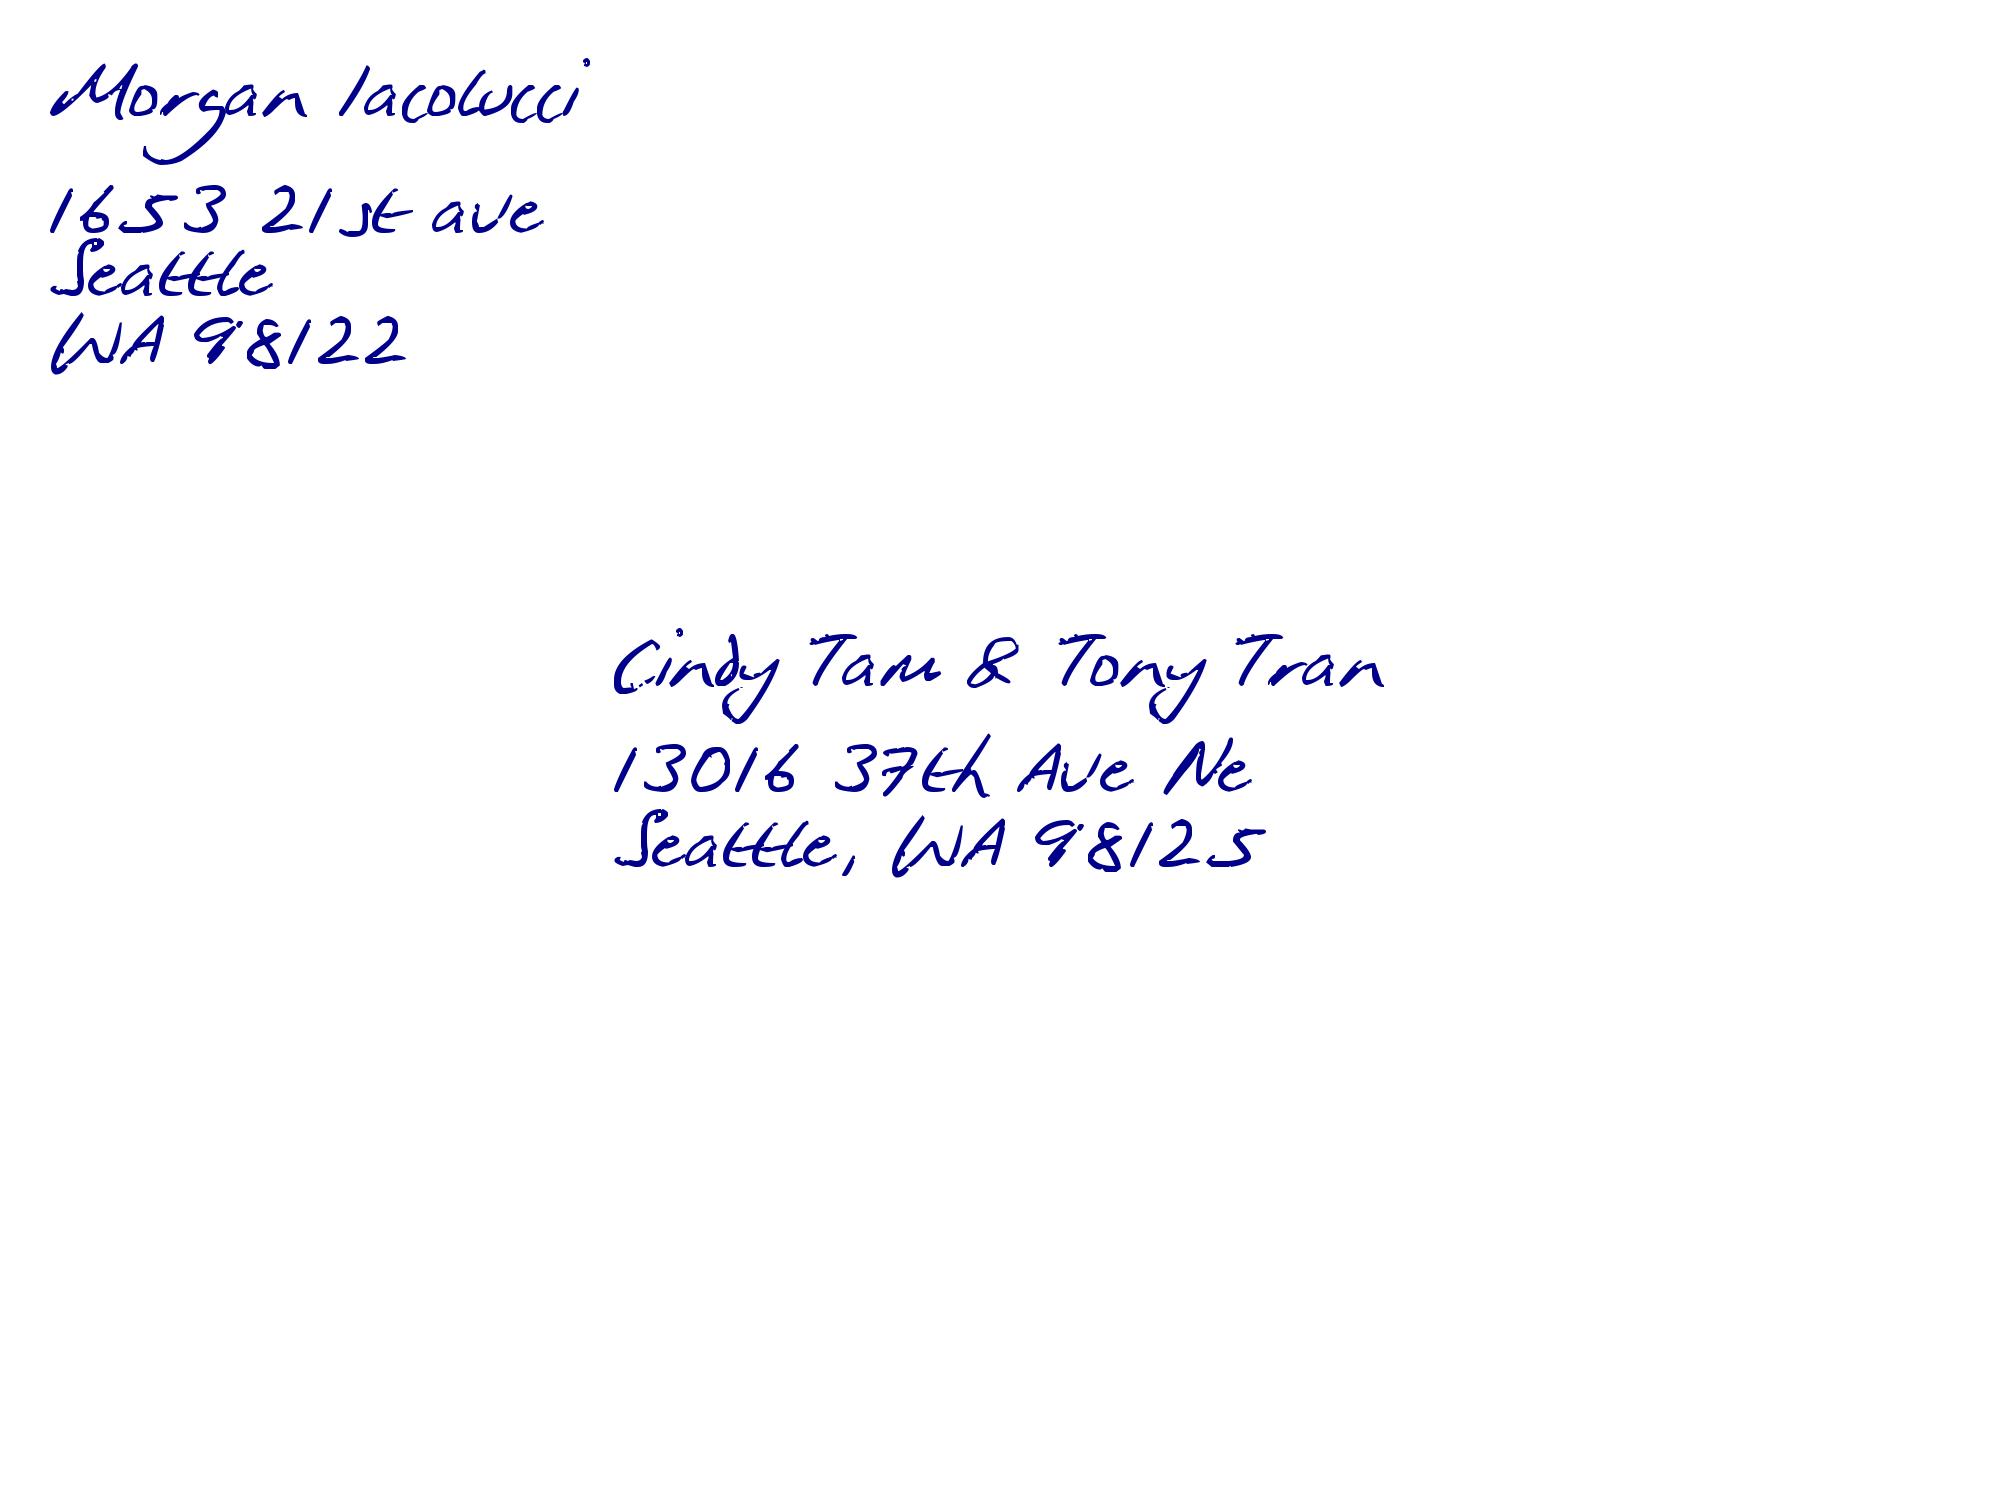 Morgan Iacolucci
1653 21st ave
Seattle
WA 98122
Cindy Tam & Tony Tran
13016 37th Ave Ne
Seattle, WA 98125